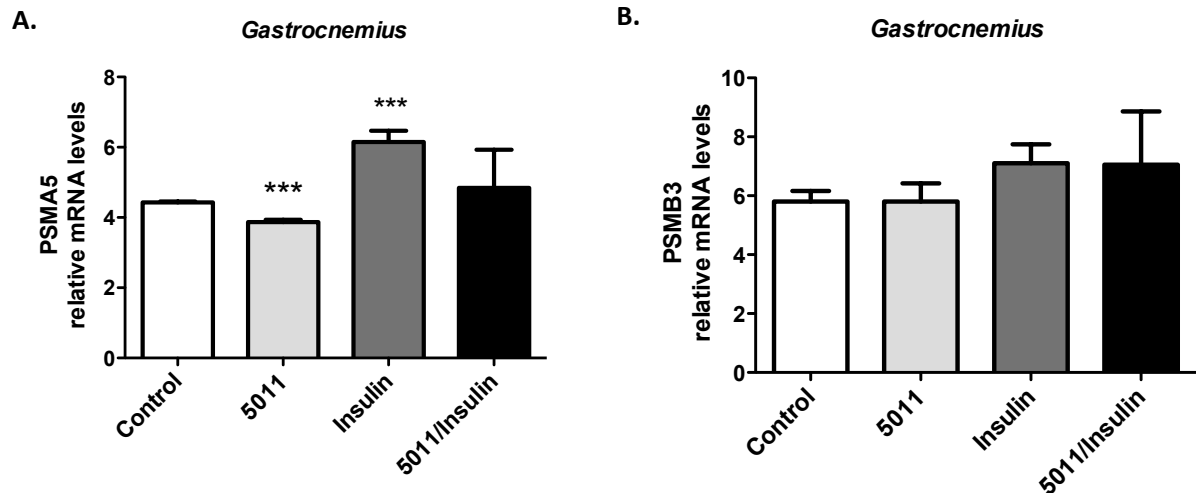 A.
Gastrocnemius
PSMA5
relative mRNA levels
8
6
4
2
0
***
***
Control
5011
Insulin
5011/Insulin
B.
Gastrocnemius
PSMB3
relative mRNA levels
10
8
6
4
2
0
Control
5011
Insulin
5011/Insulin